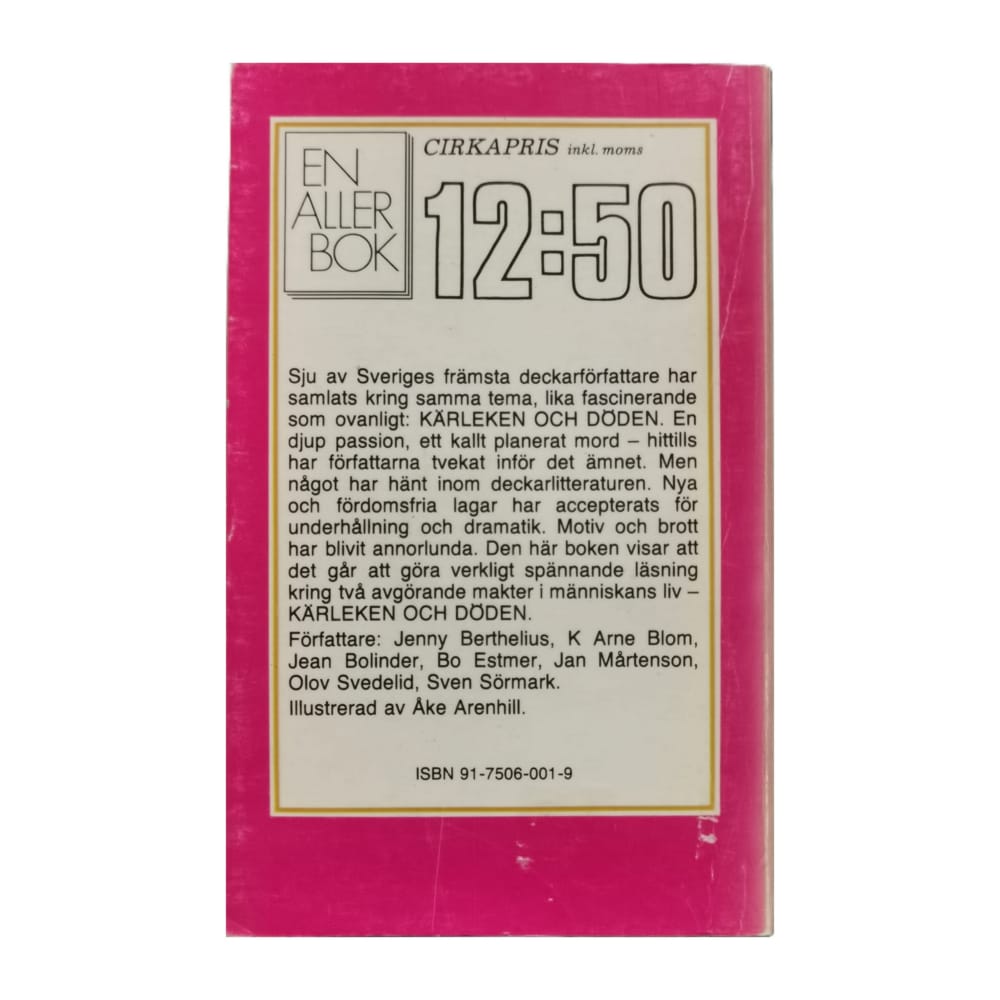 EN
ALLER
BOK
CIRKAPRIS inkl. moms
12:50
Sju av Sveriges främsta deckarförfattare har
samlats kring samma tema, lika fascinerande
som ovanligt: KÄRLEKEN OCH DÖDEN. En
djup passion, ett kallt planerat mord – hittills
har författarna tvekat inför det ämnet. Men
något har hänt inom deckarlitteraturen. Nya
och fördomsfria lagar har accepterats för
underhållning och dramatik. Motiv och brott
har blivit annorlunda. Den här boken visar att
det går att göra verkligt spännande läsning
kring två avgörande makter i människans liv –
KÄRLEKEN OCH DÖDEN.
Författare: Jenny Berthelius, K Arne Blom,
Jean Bolinder, Bo Estmer, Jan Mårtenson,
Olov Svedelid, Sven Sörmark.
Illustrerad av Åke Arenhill.
ISBN 91-7506-001-9